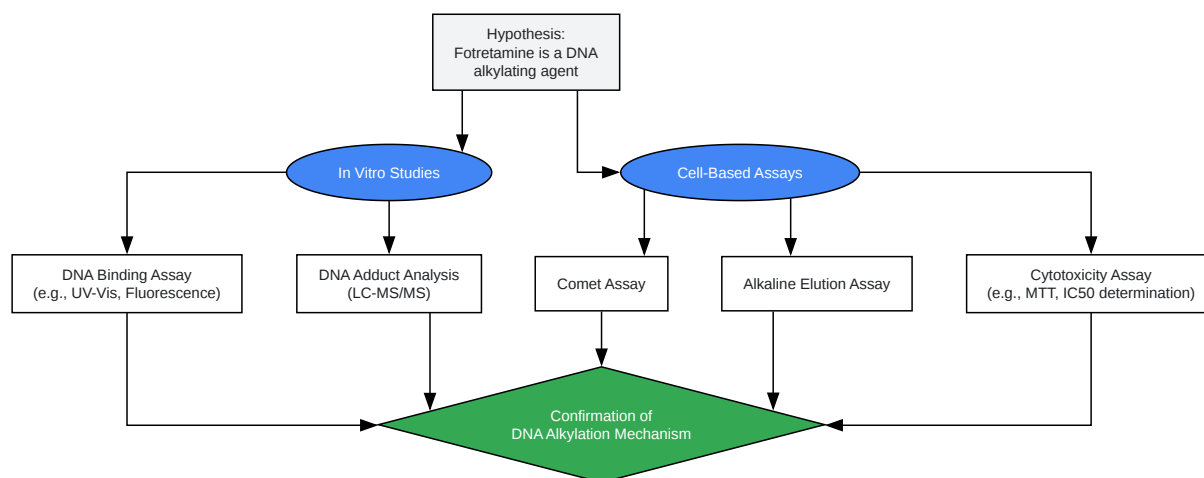 Hypothesis:
Fotretamine is a DNA
alkylating agent
In Vitro Studies
Cell-Based Assays
DNA Binding Assay
(e.g., UV-Vis, Fluorescence)
DNA Adduct Analysis
(LC-MS/MS)
Comet Assay
Alkaline Elution Assay
Cytotoxicity Assay
(e.g., MTT, IC50 determination)
Confirmation of
DNA Alkylation Mechanism